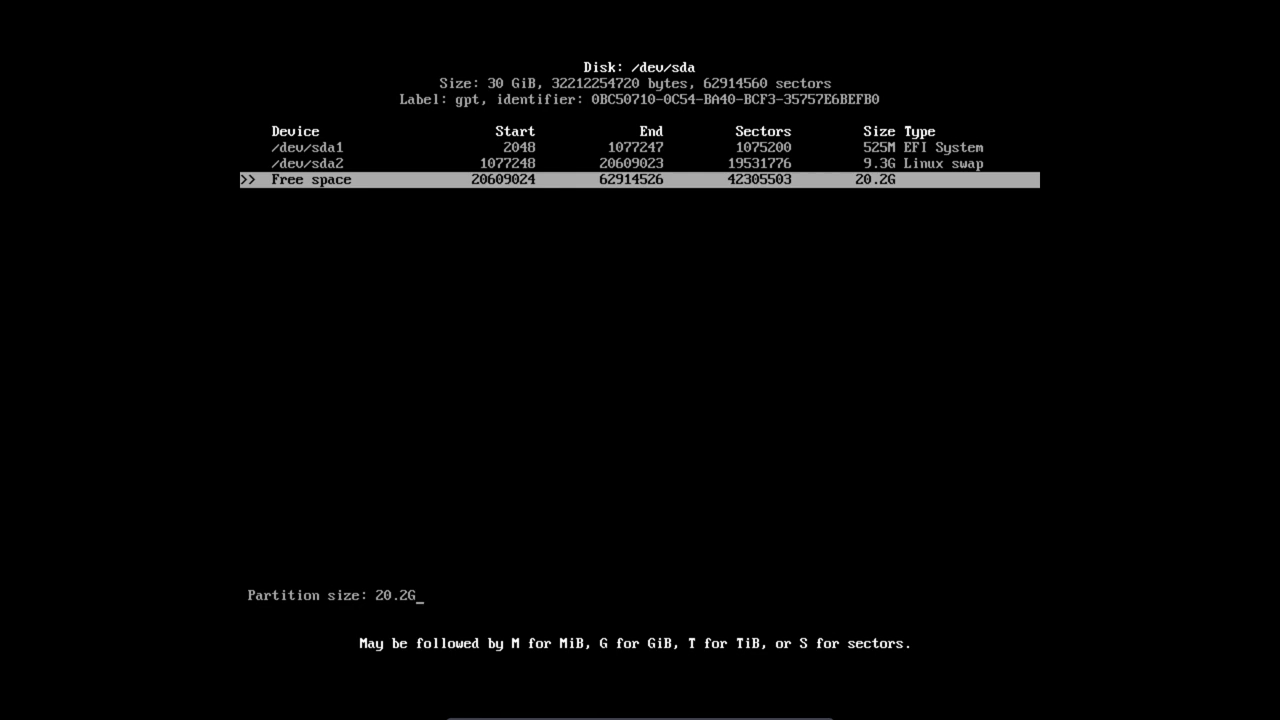 Disk: /dev/sda
Size: 30 GiB, 32212254720 bytes, 62914560 sectors
Label: gpt, identifier: 0BC50710-0C54-BA40-BCF3-35757E6BEFB0
Device Start End Sectors Size Type
/dev/sda1 2048 1077247 1075200 525M EFI System
/dev/sda2 1077248 20609023 19531776 9.3G Linux swap
>> Free space 20609024 62914526 42305503 20.2G
Partition size: 20.2G_
May be followed by M for MiB, G for GiB, T for TiB, or S for sectors.